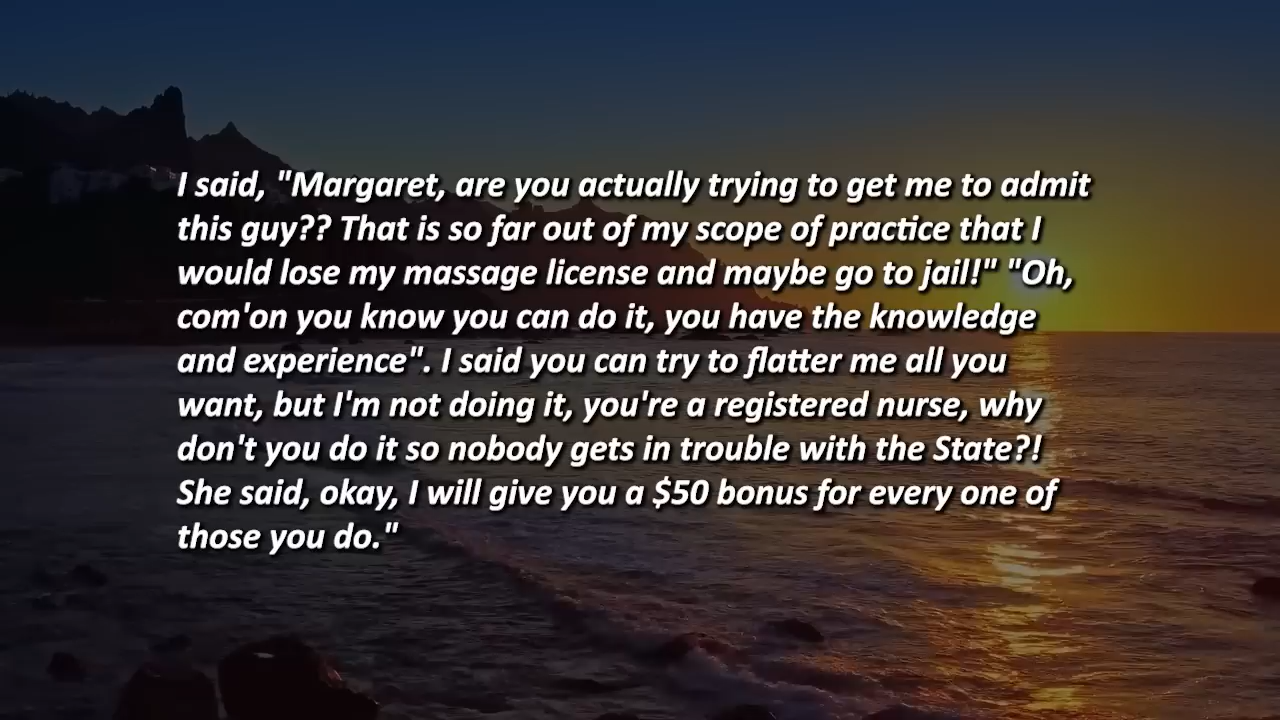 I said, "Margaret, are you actually trying to get me to admit
this guy?? That is so far out of my scope of practice that I
would lose my massage license and maybe go to jail!" "Oh,
com'on you know you can do it, you have the knowledge
and experience". I said you can try to flatter me all you
want, but I'm not doing it, you're a registered nurse, why
don't you do it so nobody gets in trouble with the State?!
She said, okay, I will give you a $50 bonus for every one of
those you do."